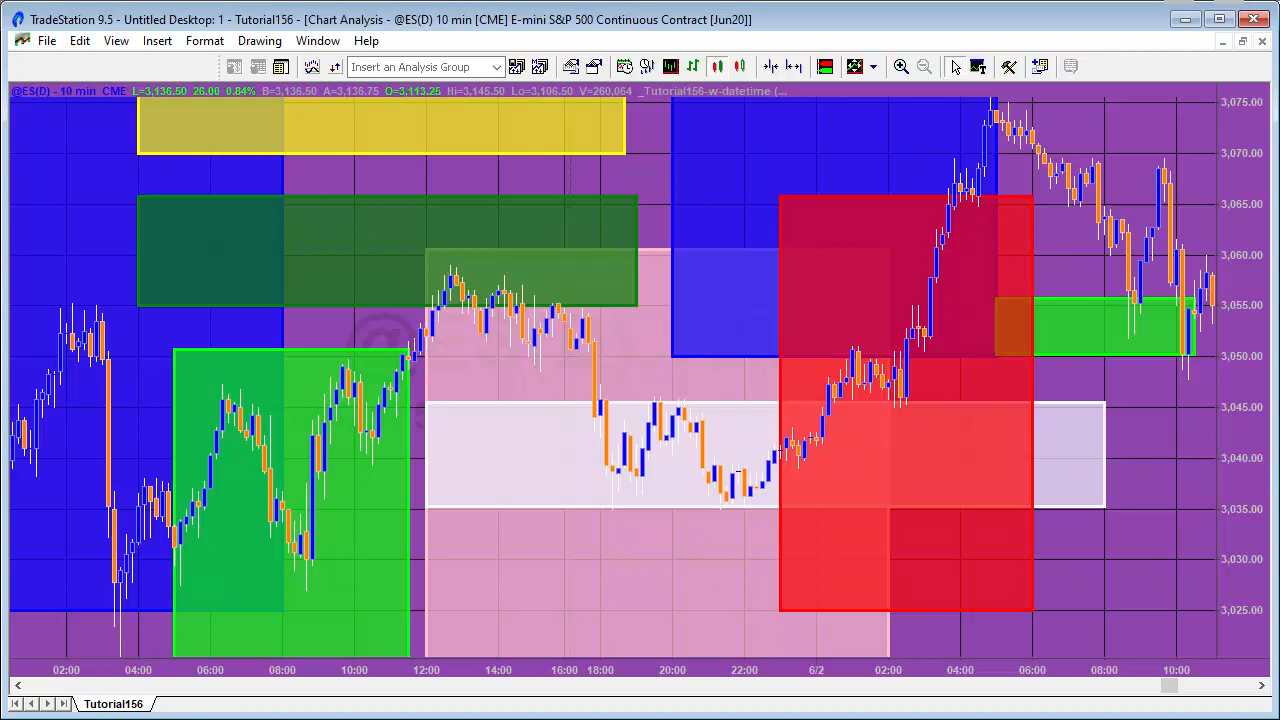 TradeStation 9.5 - Untitled Desktop: 1 - Tutorial156 - [Chart Analysis - @ES(D) 10 min [CME] E-mini S&P 500 Continuous Contract [Jun20]]
File Edit View Insert Format Drawing Window Help
Insert an Analysis Group
@ES(D) - 10 min CME L=3,136.50 26.00 0.84% B=3,136.50 A=3,136.75 O=3,113.25 Hi=3,145.50 Lo=3,106.50 V=260,064 _Tutorial156-w-datetime (...
3,075.00
3,070.00
3,065.00
3,060.00
3,055.00
3,050.00
3,045.00
3,040.00
3,035.00
3,030.00
3,025.00
02:00 04:00 06:00 08:00 10:00 12:00 14:00 16:00 18:00 20:00 22:00 6/2 02:00 04:00 06:00 08:00 10:00
Tutorial156